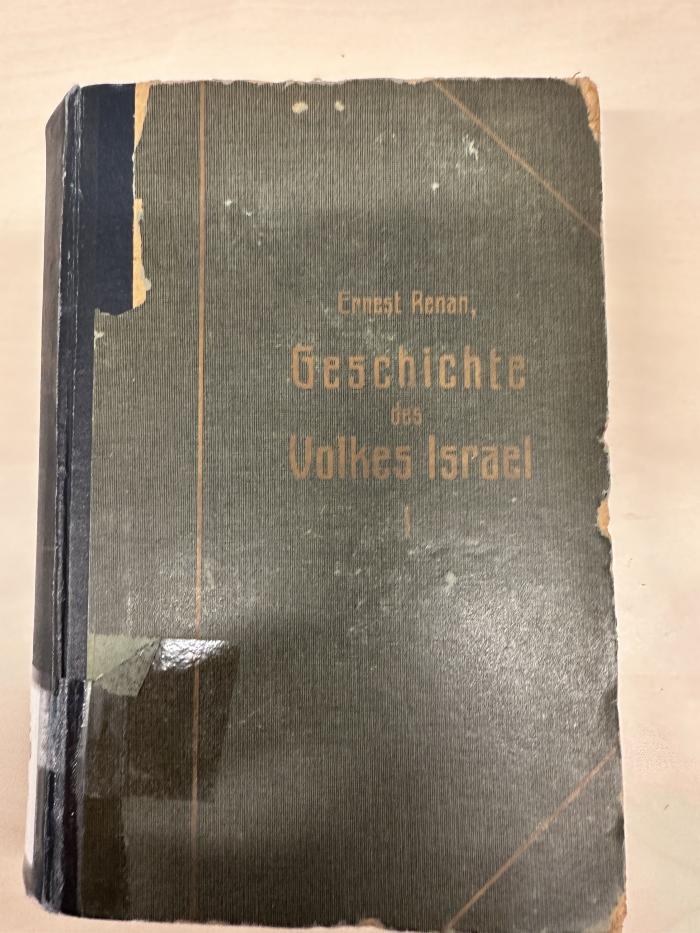 Ernest Renan,
Geschichte
des
Volkes Israel
I